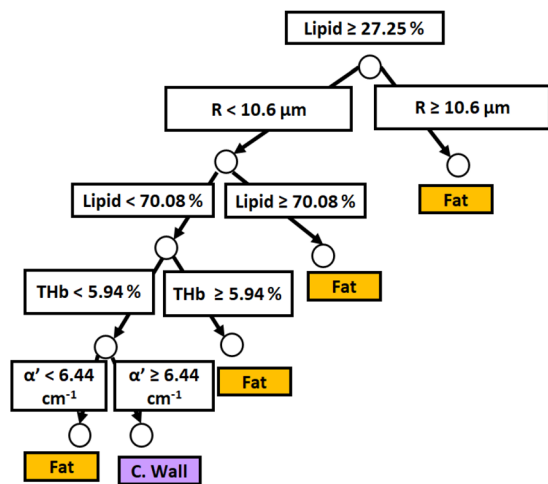 Lipid ≥ 27.25 %
R < 10.6 µm
R ≥ 10.6 µm
Lipid < 70.08 %
Lipid ≥ 70.08 %
Fat
THb < 5.94 %
THb ≥ 5.94 %
Fat
α’ < 6.44
cm⁻¹
α’ ≥ 6.44
cm⁻¹
Fat
Fat
C. Wall